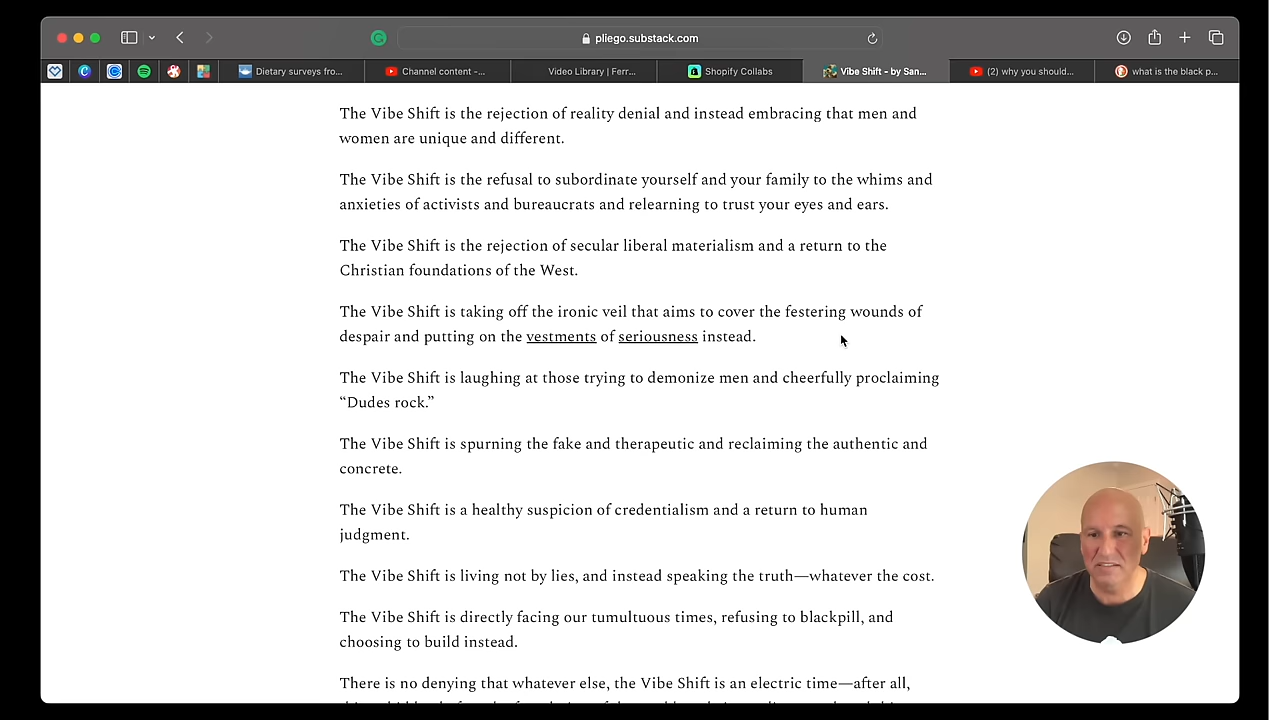 pliego.substack.com
Dietary surveys fro...
Channel content -...
Video Library | Ferr...
Shopify Collabs
Vibe Shift - by San...
(2) why you should...
what is the black p...
The Vibe Shift is the rejection of reality denial and instead embracing that men and
women are unique and different.
The Vibe Shift is the refusal to subordinate yourself and your family to the whims and
anxieties of activists and bureaucrats and relearning to trust your eyes and ears.
The Vibe Shift is the rejection of secular liberal materialism and a return to the
Christian foundations of the West.
The Vibe Shift is taking off the ironic veil that aims to cover the festering wounds of
despair and putting on the vestments of seriousness instead.
The Vibe Shift is laughing at those trying to demonize men and cheerfully proclaiming
“Dudes rock.”
The Vibe Shift is spurning the fake and therapeutic and reclaiming the authentic and
concrete.
The Vibe Shift is a healthy suspicion of credentialism and a return to human
judgment.
The Vibe Shift is living not by lies, and instead speaking the truth—whatever the cost.
The Vibe Shift is directly facing our tumultuous times, refusing to blackpill, and
choosing to build instead.
There is no denying that whatever else, the Vibe Shift is an electric time—after all,